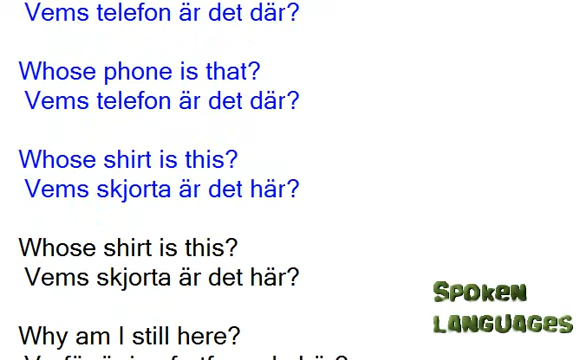 Vems telefon är det där?
Whose phone is that?
Vems telefon är det där?
Whose shirt is this?
Vems skjorta är det här?
Whose shirt is this?
Vems skjorta är det här?
Why am I still here?
Spoken
Languages